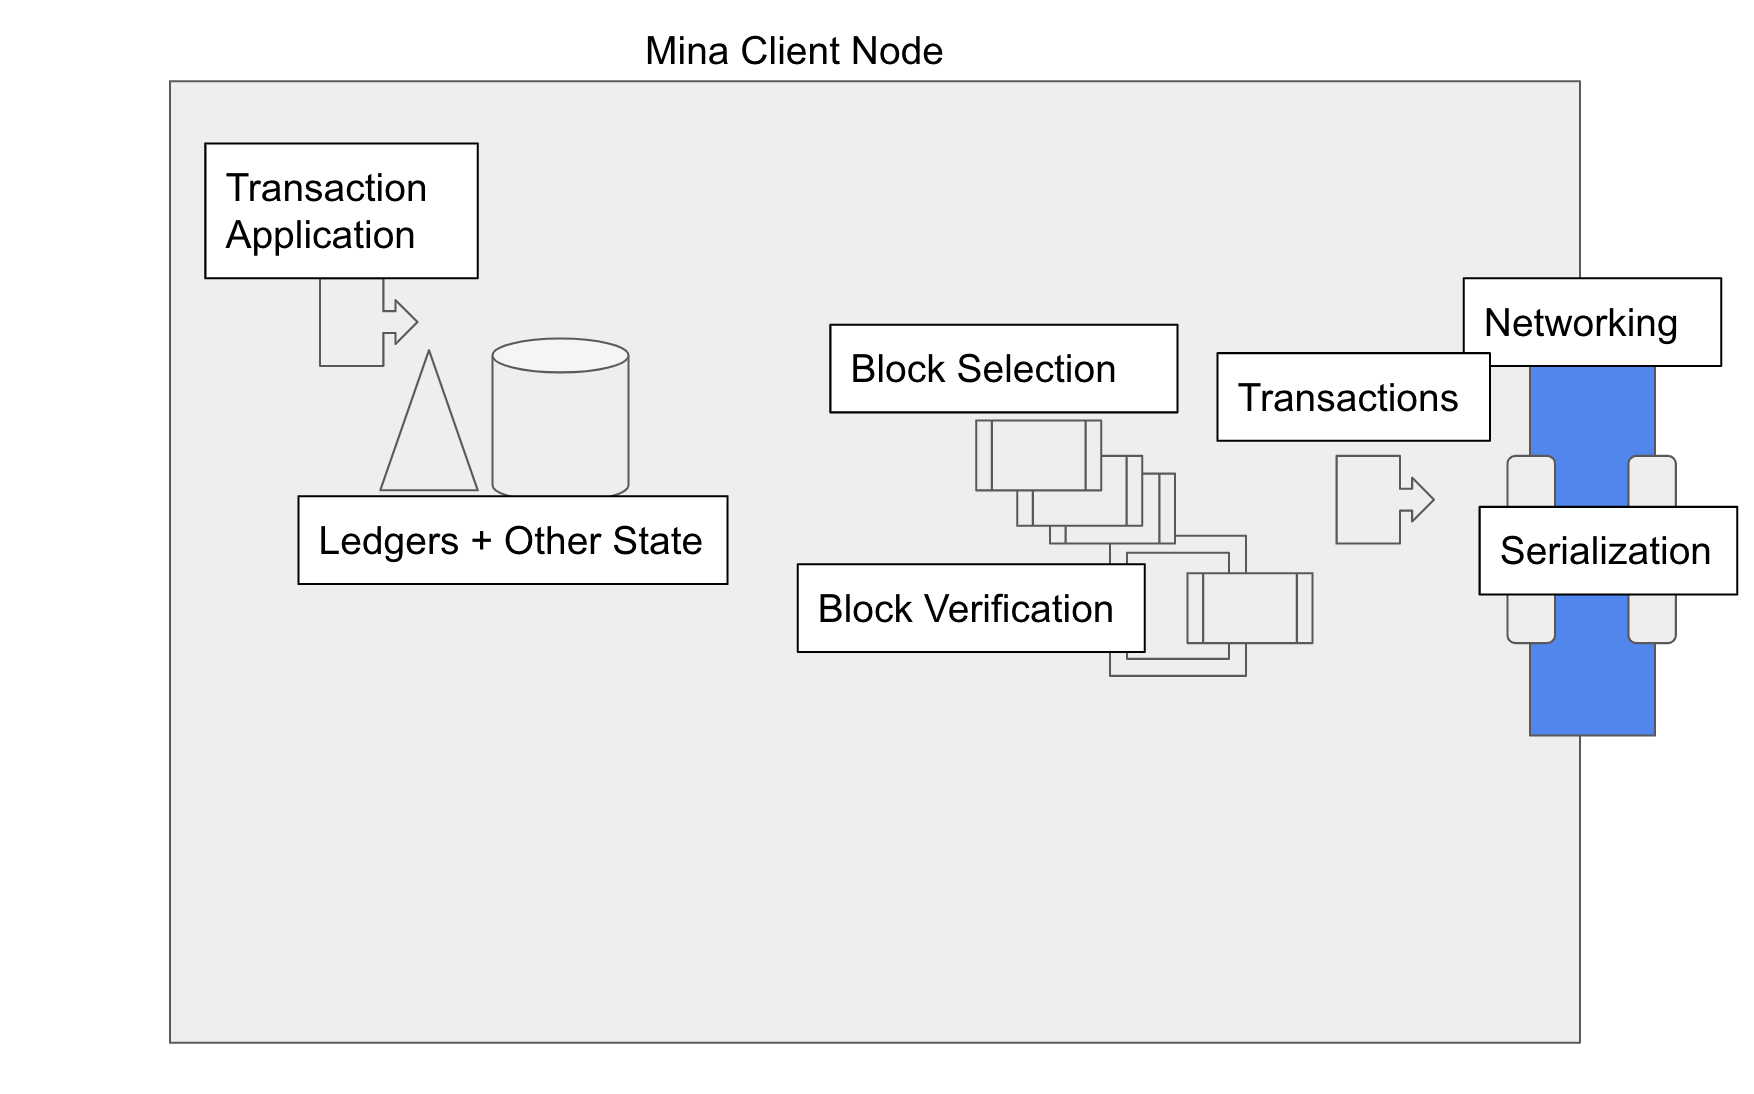 Mina Client Node
Transaction
Application
Networking
Block Selection
Transactions
Ledgers + Other State
Serialization
Block Verification